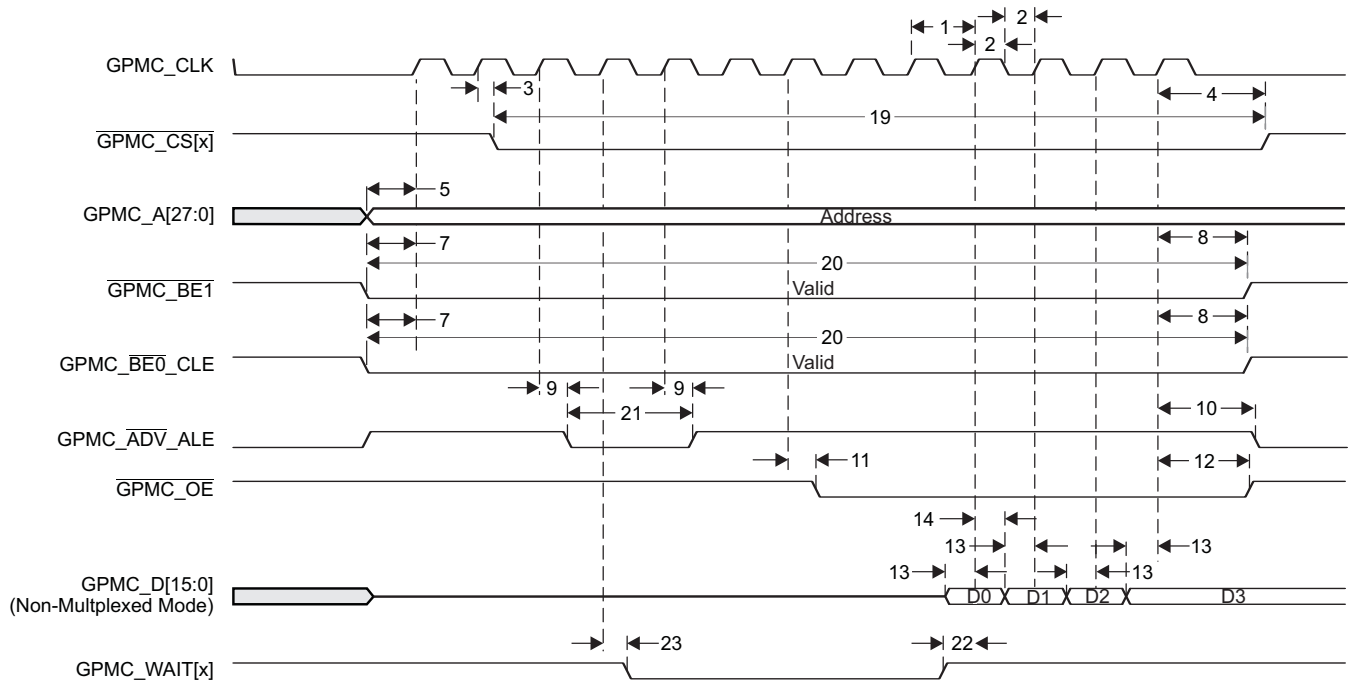 1
2
2
GPMC_CLK
3
4
19
GPMC_CS[x]
5
GPMC_A[27:0]
Address
7
8
20
GPMC_BE1
Valid
7
8
20
GPMC_BE0_CLE
Valid
9
9
21
10
GPMC_ADV_ALE
11
12
GPMC_OE
14
13
13
13
13
GPMC_D[15:0]
(Non-Multplexed Mode)
D0
D1
D2
D3
23
22
GPMC_WAIT[x]